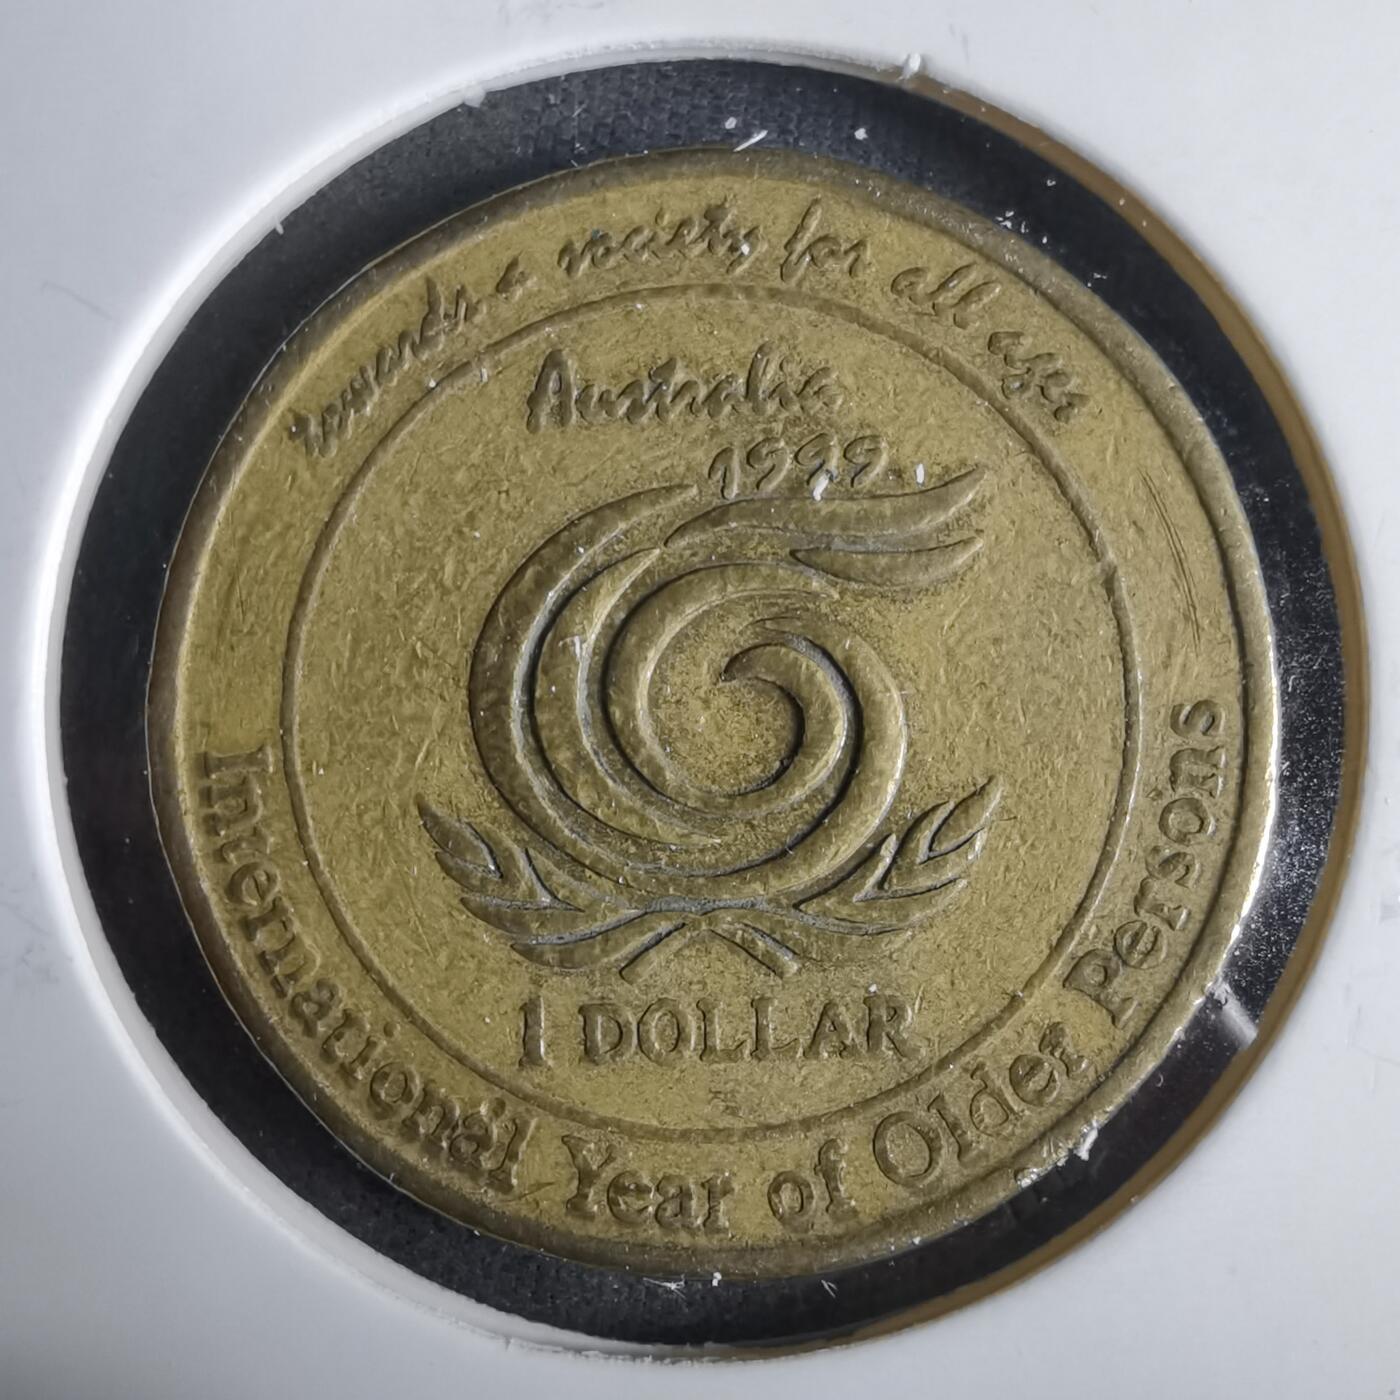 towards a society for all ages
Australia
1999
1 DOLLAR
International Year of Older Persons